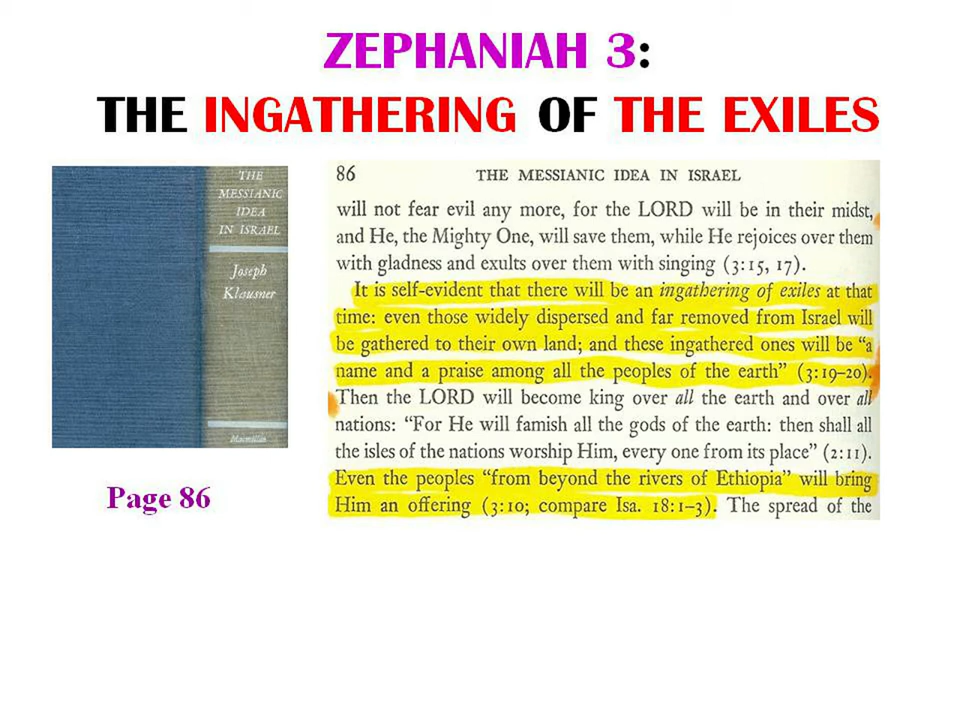 ZEPHANIAH 3:
THE INGATHERING OF THE EXILES
THE
MESSIANIC
IDEA
IN ISRAEL
Joseph
Klausner
Macmillan
Page 86
86 THE MESSIANIC IDEA IN ISRAEL
will not fear evil any more, for the LORD will be in their midst,
and He, the Mighty One, will save them, while He rejoices over them
with gladness and exults over them with singing (3:15, 17).
It is self-evident that there will be an ingathering of exiles at that
time: even those widely dispersed and far removed from Israel will
be gathered to their own land; and these ingathered ones will be “a
name and a praise among all the peoples of the earth” (3:19–20).
Then the LORD will become king over all the earth and over all
nations: “For He will famish all the gods of the earth: then shall all
the isles of the nations worship Him, every one from its place” (2:11).
Even the peoples “from beyond the rivers of Ethiopia” will bring
Him an offering (3:10; compare Isa. 18:1–3). The spread of the